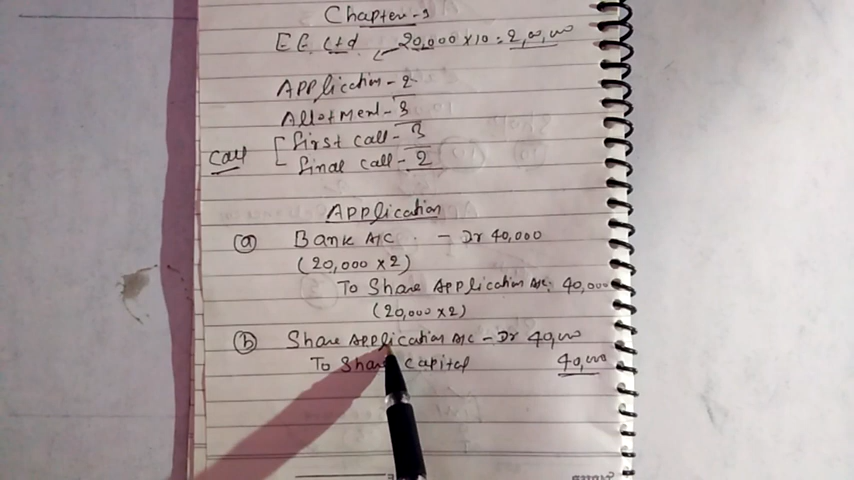 Chapter-3
EE Ltd 20,000 × 10 = 2,00,000
Application - 2
Allotment - 3
Call [ first call - 3
final call - 2
Application
(a) Bank A/C. - Dr 40,000
(20,000 × 2)
To Share Application A/c. 40,000
(20,000 × 2)
(b) Share Application A/C - Dr 40,000
To Share Capital 40,000